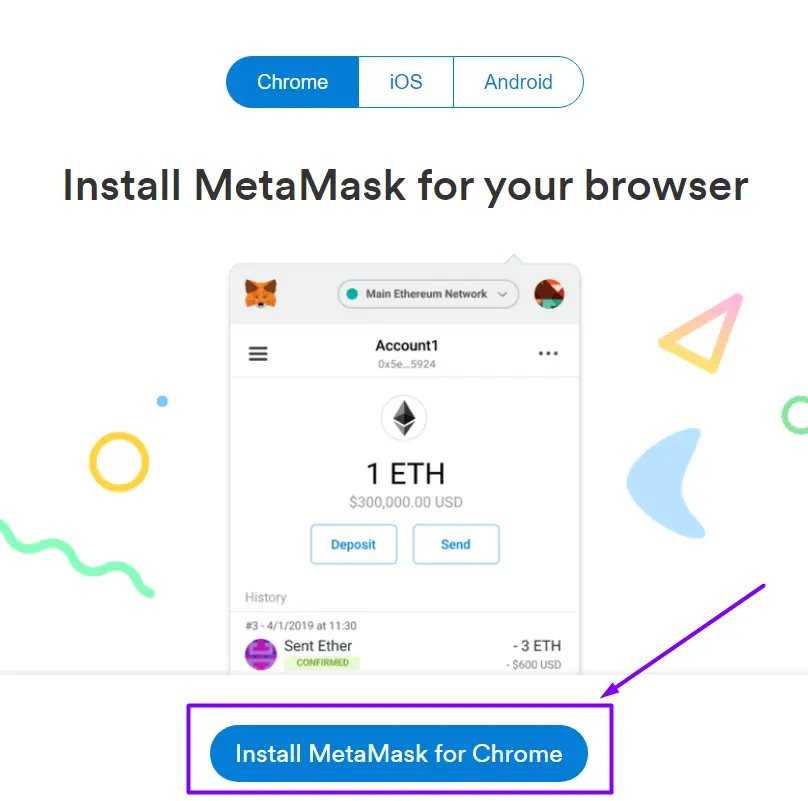 Chrome
iOS
Android
Install MetaMask for your browser
Main Ethereum Network
Account1
0x5e...5924
1 ETH
$300,000.00 USD
Deposit
Send
History
#3 - 4/1/2019 at 11:30
Sent Ether
- 3 ETH
CONFIRMED
- $600 USD
Install MetaMask for Chrome